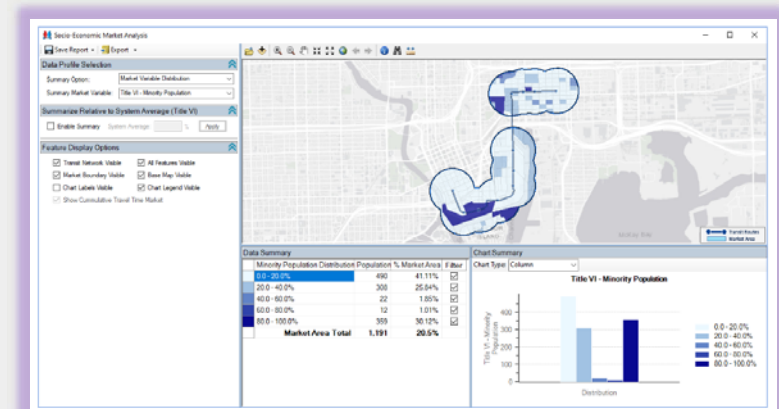 Socio-Economic Market Analysis
Save Report Export
Data Profile Selection
Summary Option: Market Variable Distribution
Summary Market Variable: Title VI - Minority Population
Summarize Relative to System Average (Title VI)
Enable Summary System Average: % Apply
Feature Display Options
Transit Network Visible All Features Visible
Market Boundary Visible Base Map Visible
Chart Labels Visible Chart Legend Visible
Show Cummulative Travel Time Market
Transit Routes
Market Area
Data Summary
Minority Population Distribution Population % Market Area Filter
0.0 - 20.0% 490 41.11%
20.0 - 40.0% 308 25.84%
40.0 - 60.0% 22 1.85%
60.0 - 80.0% 12 1.01%
80.0 - 100.0% 359 30.12%
Market Area Total 1,191 20.5%
Chart Summary
Chart Type: Column
Title VI - Minority Population
Title VI - Minority
Population
400
300
200
100
0
Distribution
0.0 - 20.0%
20.0 - 40.0%
40.0 - 60.0%
60.0 - 80.0%
80.0 - 100.0%